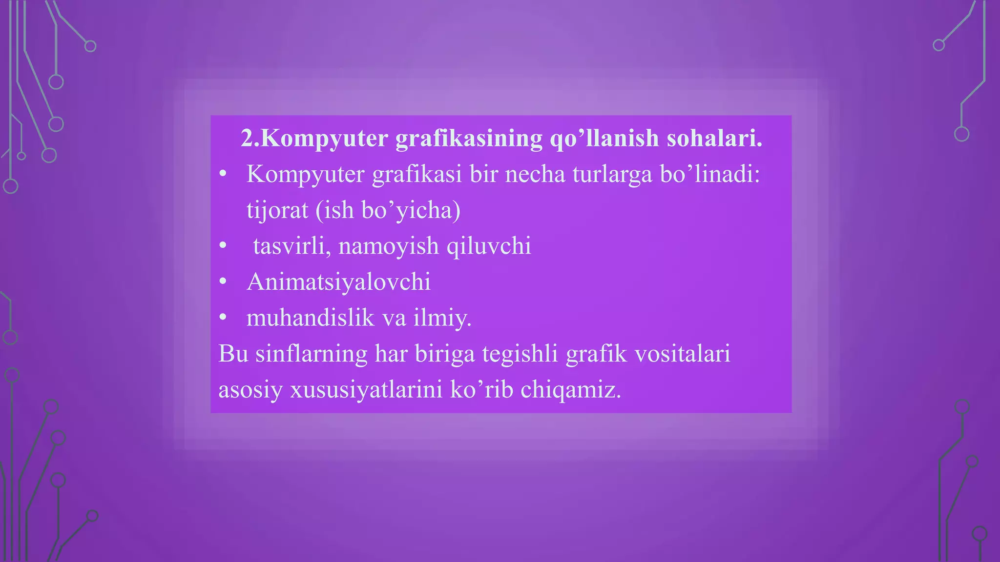 2.Kompyuter grafikasining qo’llanish sohalari.
• Kompyuter grafikasi bir necha turlarga bo’linadi:
tijorat (ish bo’yicha)
• tasvirli, namoyish qiluvchi
• Animatsiyalovchi
• muhandislik va ilmiy.
Bu sinflarning har biriga tegishli grafik vositalari
asosiy xususiyatlarini ko’rib chiqamiz.